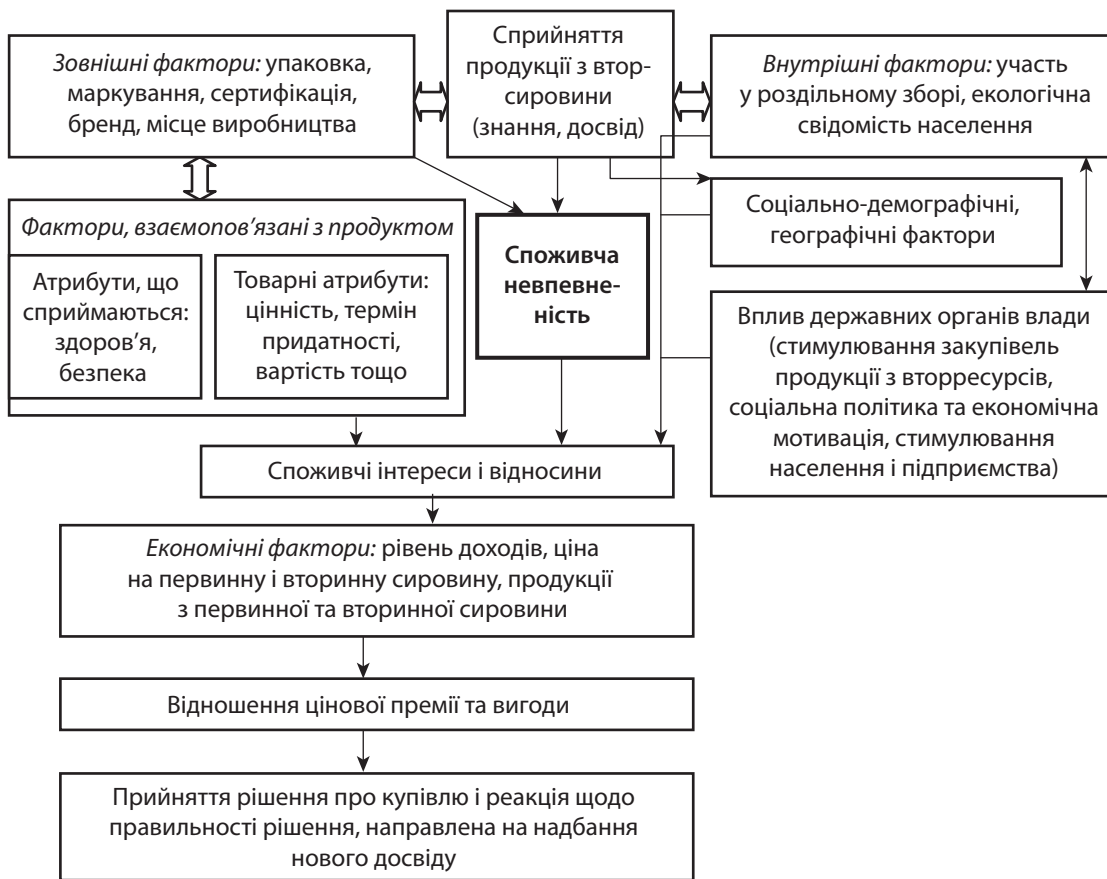 Зовнішні фактори: упаковка,
маркування, сертифікація,
бренд, місце виробництва
Сприйняття
продукції з втор-
сировини
(знання, досвід)
Внутрішні фактори: участь
у роздільному зборі, екологічна
свідомість населення
Фактори, взаємопов’язані з продуктом
Атрибути, що
сприймаються:
здоров’я,
безпека
Товарні атрибути:
цінність, термін
придатності,
вартість тощо
Споживча
невпевне-
ність
Соціально-демографічні,
географічні фактори
Вплив державних органів влади
(стимулювання закупівель
продукції з вторресурсів,
соціальна політика та економічна
мотивація, стимулювання
населення і підприємства)
Споживчі інтереси і відносини
Економічні фактори: рівень доходів, ціна
на первинну і вторинну сировину, продукції
з первинної та вторинної сировини
Відношення цінової премії та вигоди
Прийняття рішення про купівлю і реакція щодо
правильності рішення, направлена на надбання
нового досвіду